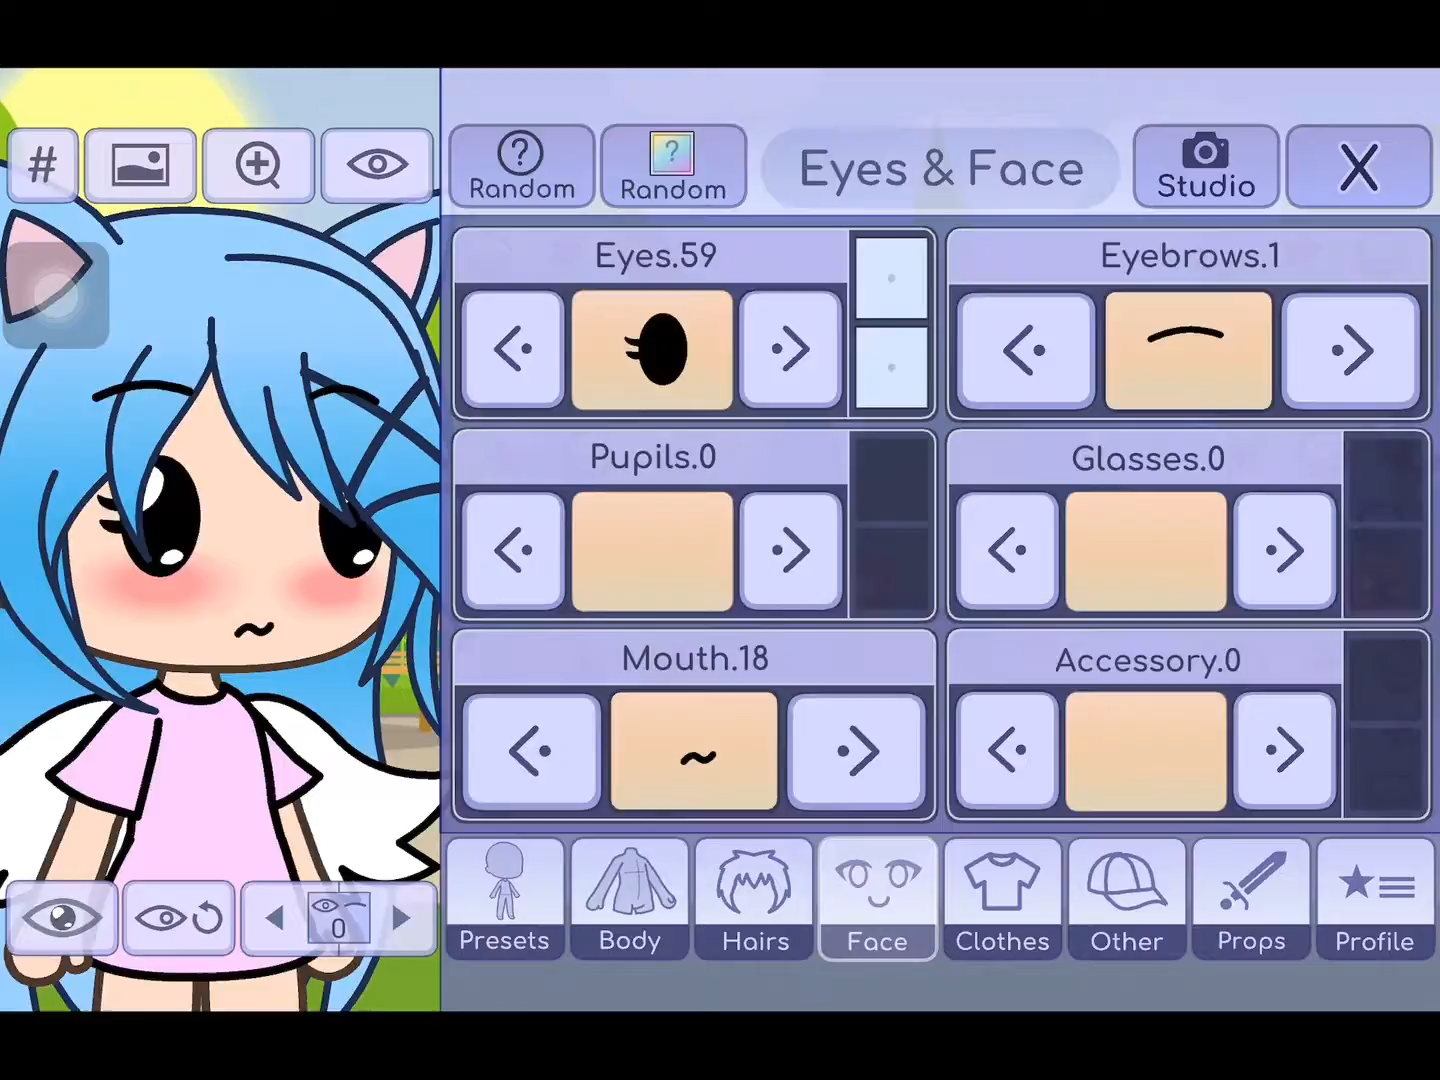 #
?
Random
?
Random
Eyes & Face
Studio
X
Eyes.59
Eyebrows.1
Pupils.0
Glasses.0
Mouth.18
Accessory.0
0
Presets
Body
Hairs
Face
Clothes
Other
Props
Profile